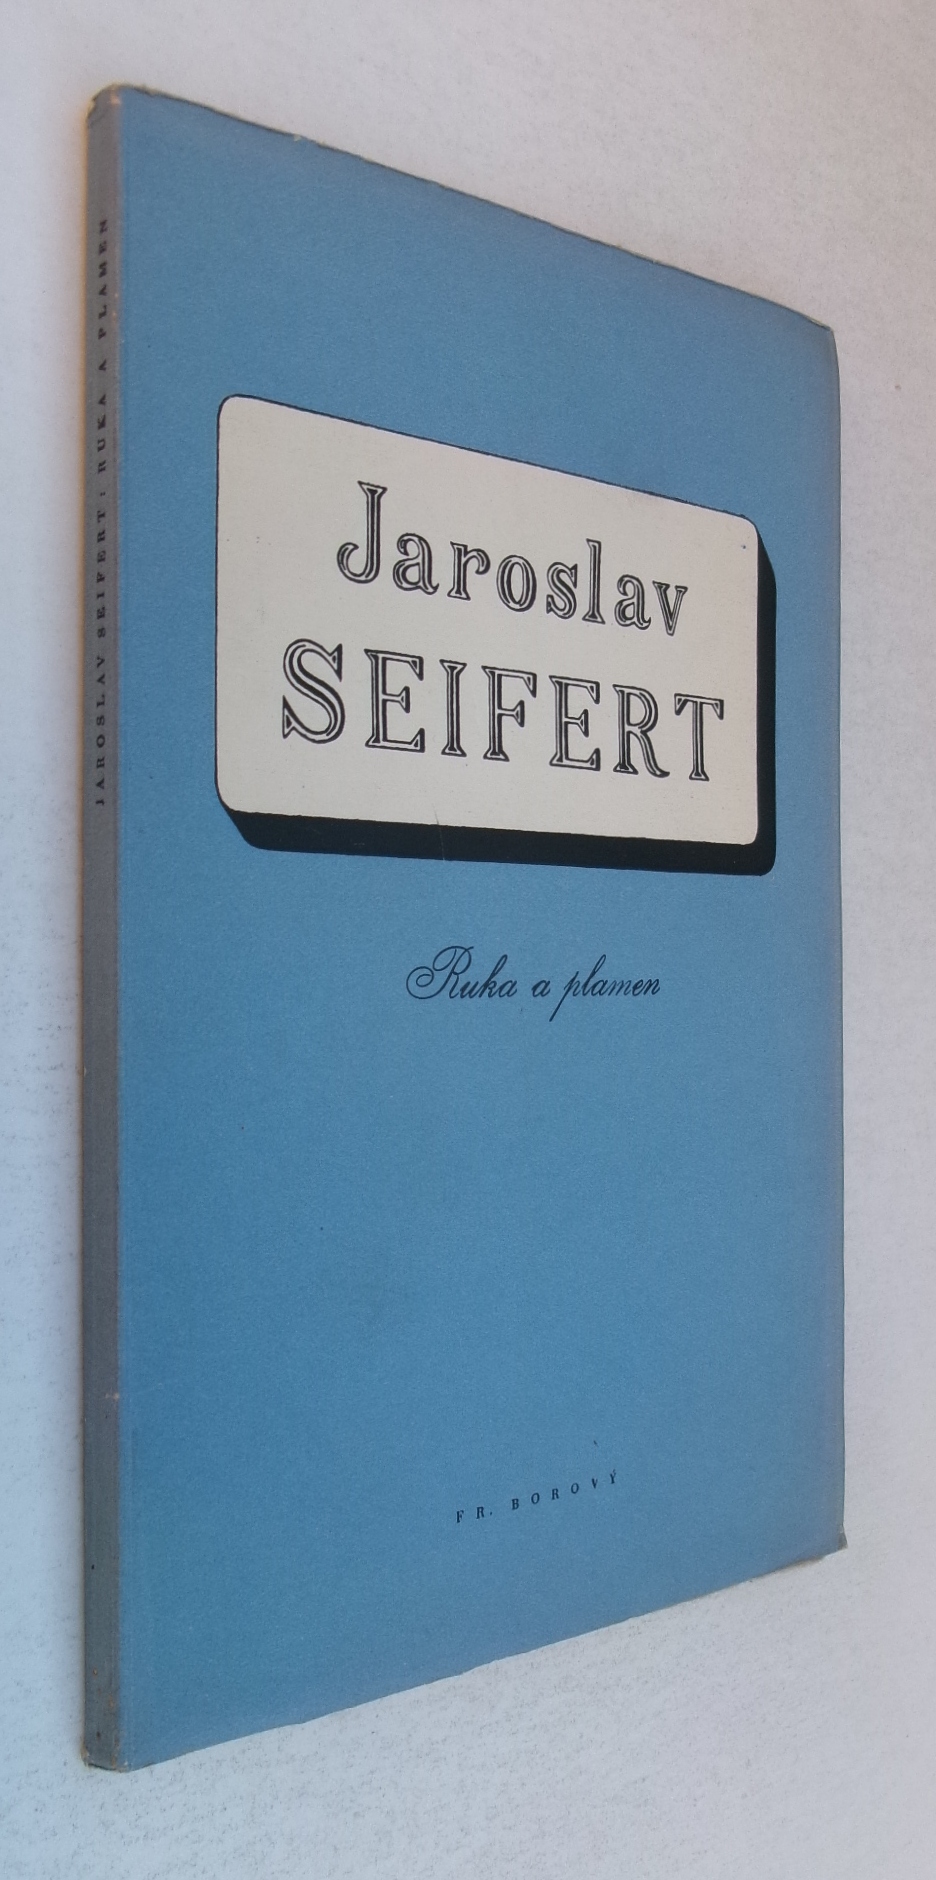 JAROSLAV SEIFERT: RUKA A PLAMEN
Jaroslav
SEIFERT
Ruka a plamen
FR. BOROVÝ